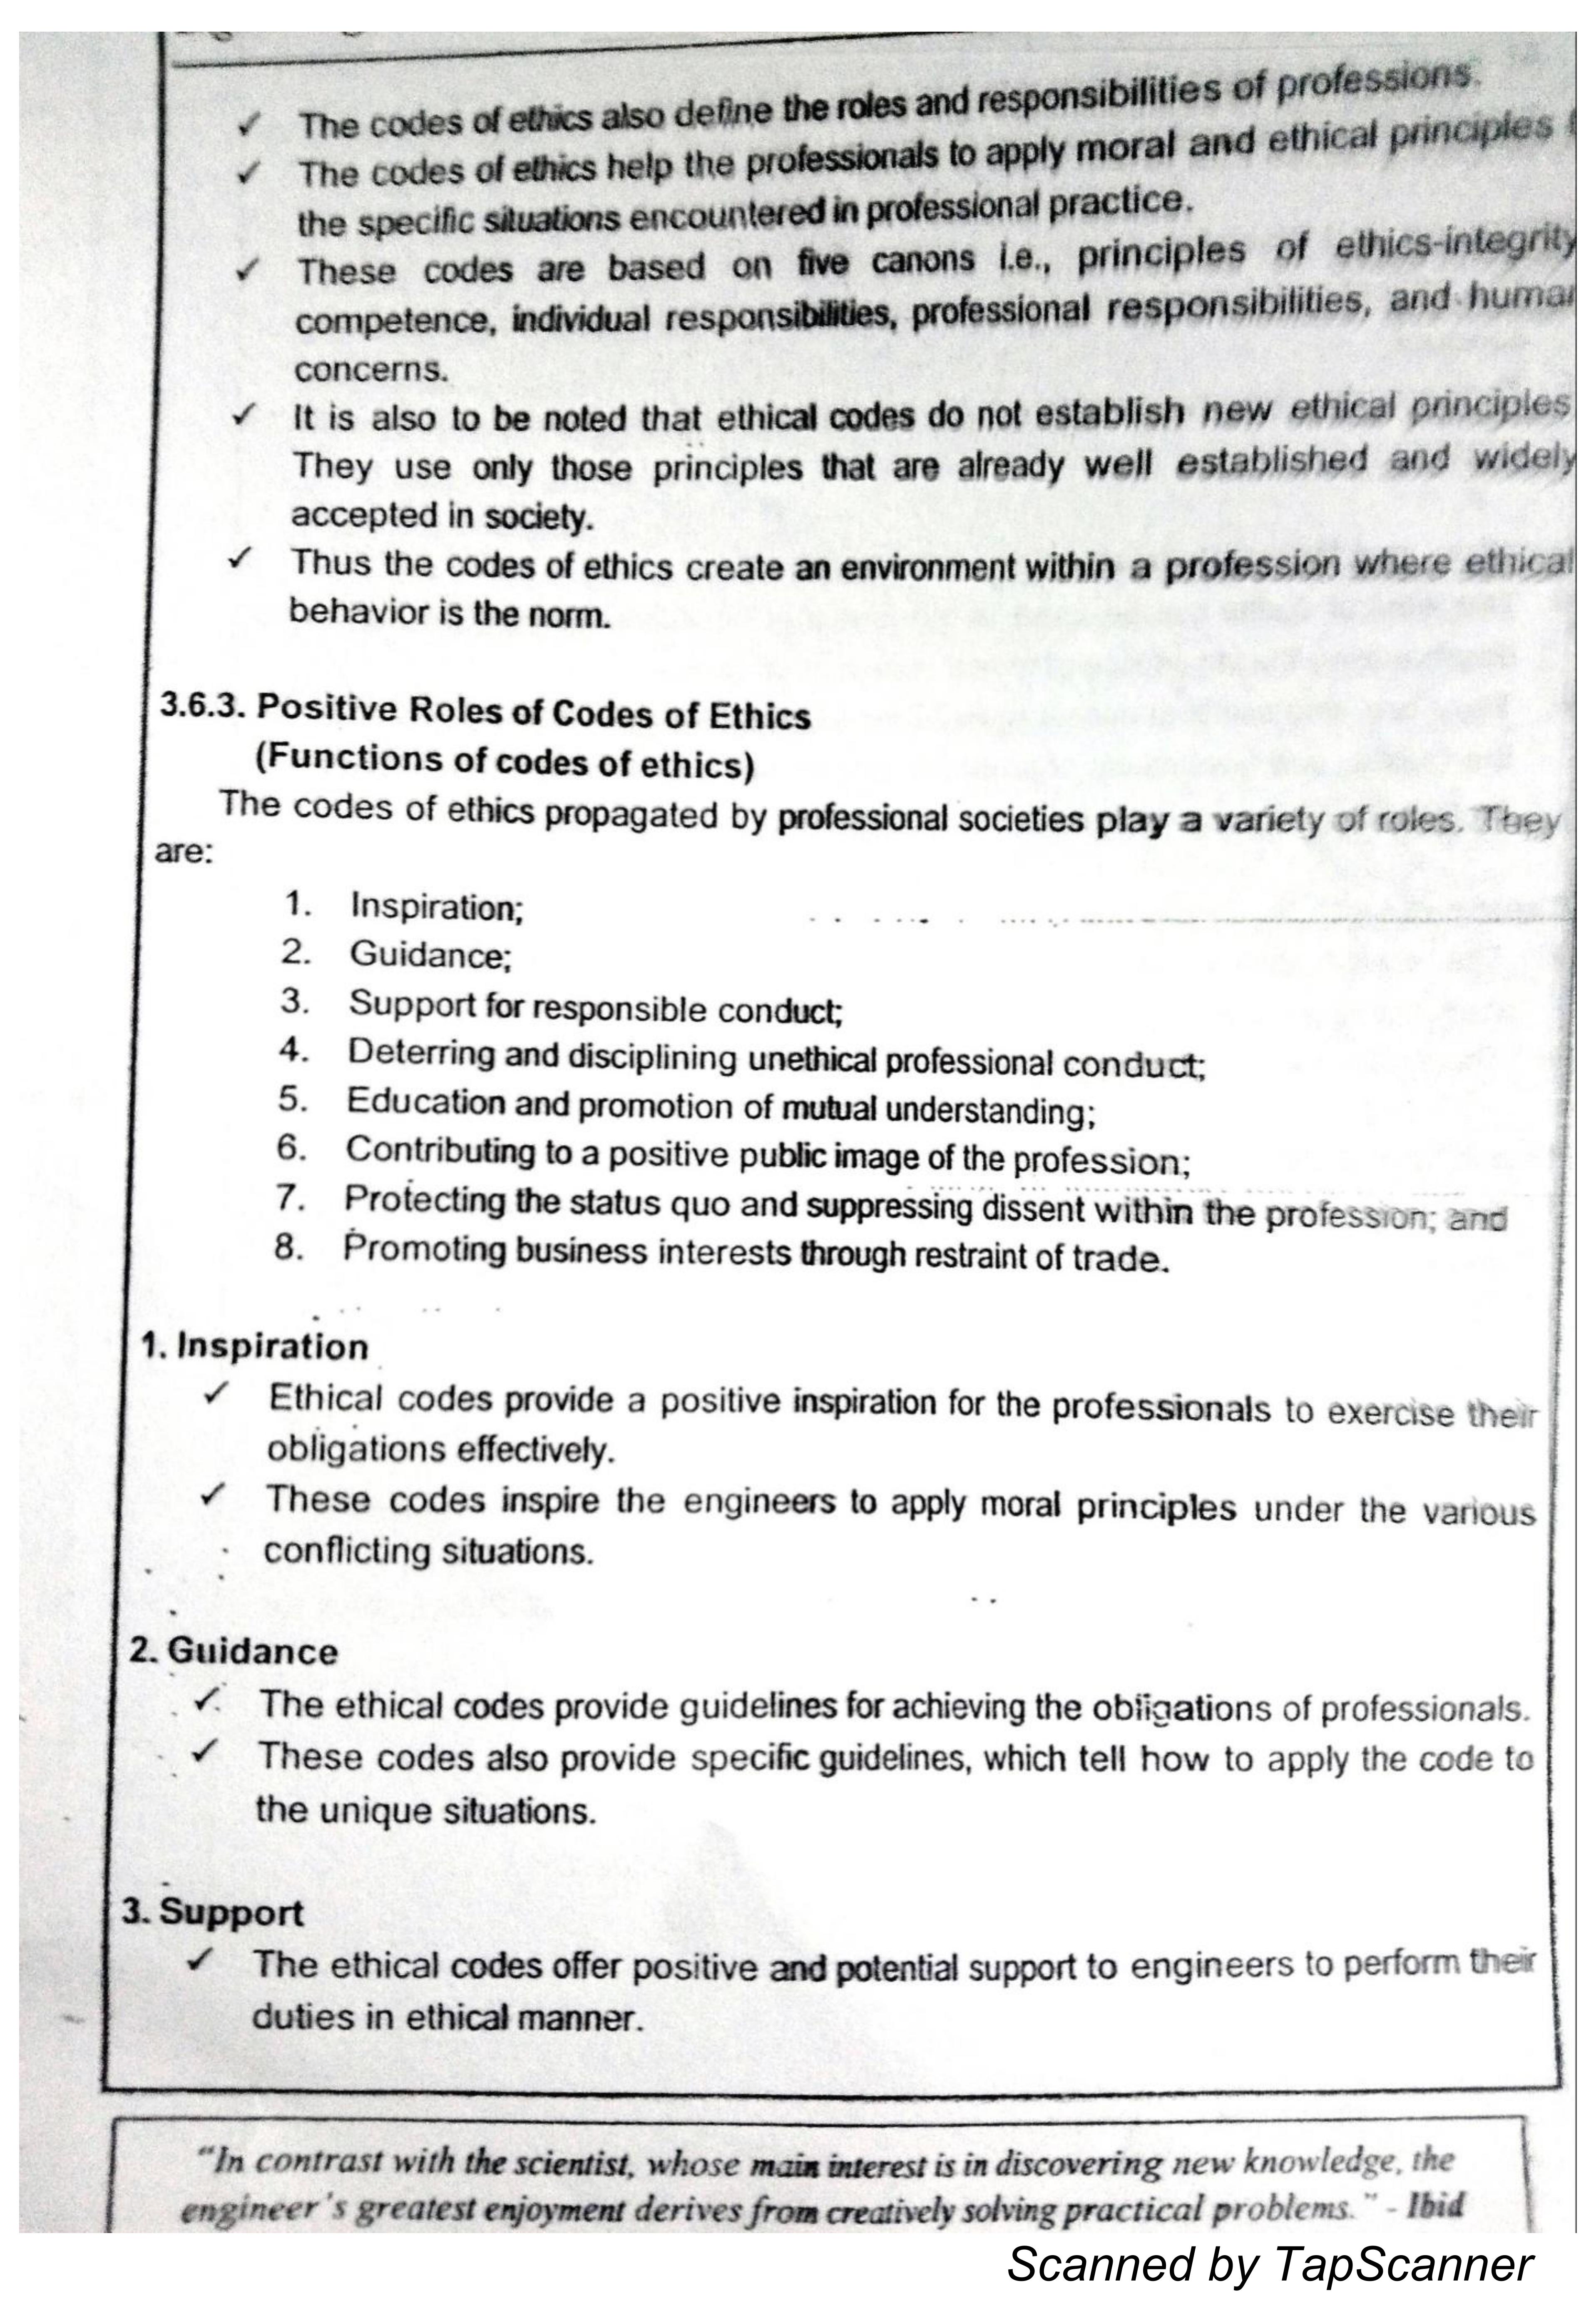 ✓ The codes of ethics also define the roles and responsibilities of professions.
✓ The codes of ethics help the professionals to apply moral and ethical principles
the specific situations encountered in professional practice.
✓ These codes are based on five canons i.e., principles of ethics-integrity
competence, individual responsibilities, professional responsibilities, and human
concerns.
✓ It is also to be noted that ethical codes do not establish new ethical principles
They use only those principles that are already well established and widely
accepted in society.
✓ Thus the codes of ethics create an environment within a profession where ethical
behavior is the norm.
3.6.3. Positive Roles of Codes of Ethics
(Functions of codes of ethics)
The codes of ethics propagated by professional societies play a variety of roles. They
are:
1. Inspiration;
2. Guidance;
3. Support for responsible conduct;
4. Deterring and disciplining unethical professional conduct;
5. Education and promotion of mutual understanding;
6. Contributing to a positive public image of the profession;
7. Protecting the status quo and suppressing dissent within the profession; and
8. Promoting business interests through restraint of trade.
1. Inspiration
✓ Ethical codes provide a positive inspiration for the professionals to exercise their
obligations effectively.
✓ These codes inspire the engineers to apply moral principles under the various
conflicting situations.
2. Guidance
✓ The ethical codes provide guidelines for achieving the obligations of professionals.
✓ These codes also provide specific guidelines, which tell how to apply the code to
the unique situations.
3. Support
✓ The ethical codes offer positive and potential support to engineers to perform their
duties in ethical manner.
"In contrast with the scientist, whose main interest is in discovering new knowledge, the
engineer's greatest enjoyment derives from creatively solving practical problems." - Ibid
Scanned by TapScanner